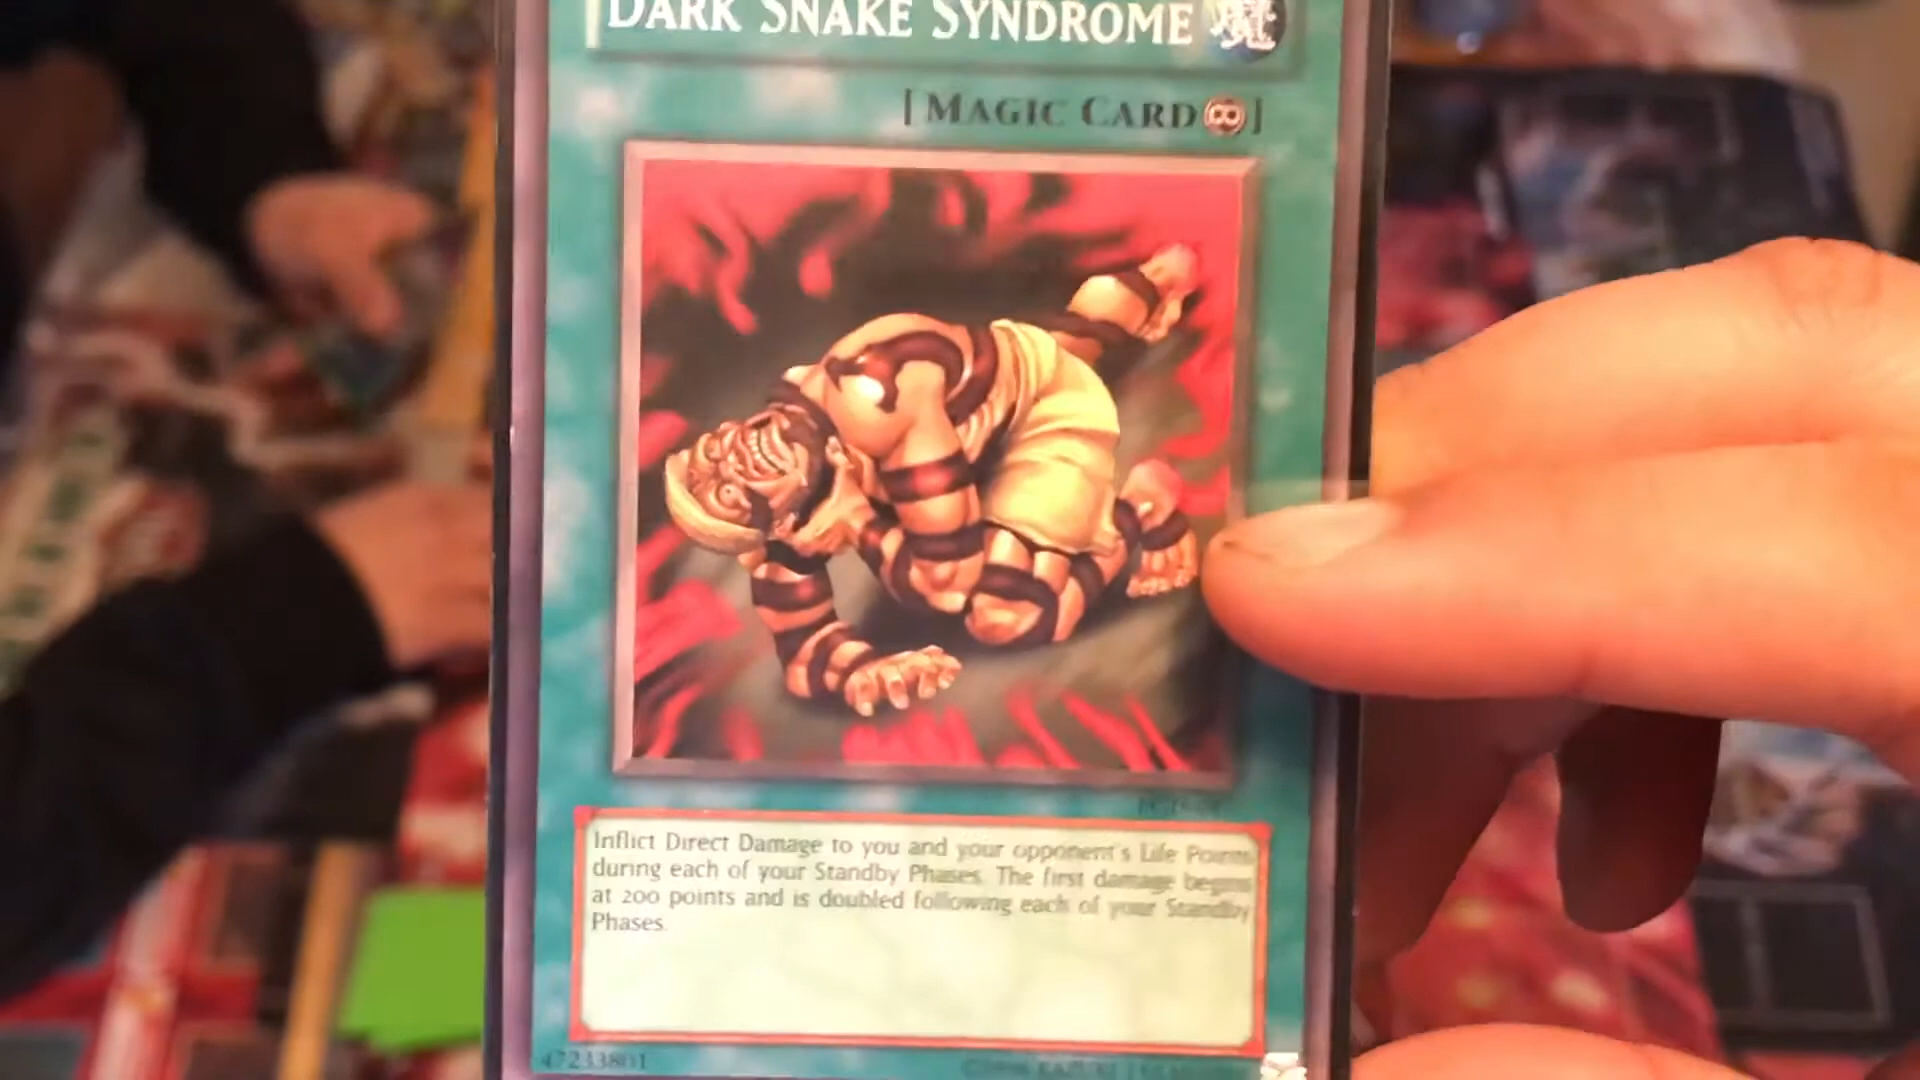 DARK SNAKE SYNDROME 魔
[MAGIC CARD∞]
Inflict Direct Damage to you and your opponent's Life Points
during each of your Standby Phases. The first damage begins
at 200 points and is doubled following each of your Standby
Phases.
47233801